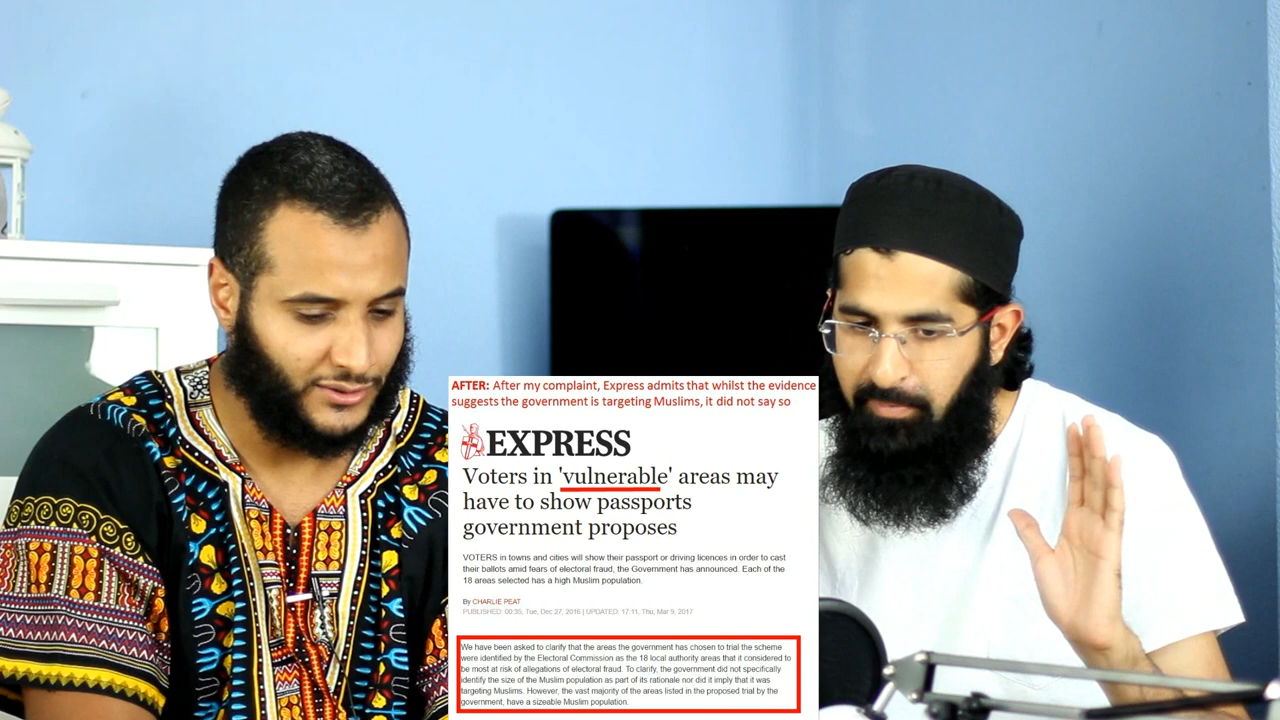 AFTER: After my complaint, Express admits that whilst the evidence
suggests the government is targeting Muslims, it did not say so
EXPRESS
Voters in 'vulnerable' areas may
have to show passports
government proposes
VOTERS in towns and cities will show their passport or driving licences in order to cast
their ballots amid fears of electoral fraud, the Government has announced. Each of the
18 areas selected has a high Muslim population.
By CHARLIE PEAT
PUBLISHED: 00:35, Tue, Dec 27, 2016 | UPDATED: 17:11, Thu, Mar 9, 2017
We have been asked to clarify that the areas the government has chosen to trial the scheme
were identified by the Electoral Commission as the 18 local authority areas that it considered to
be most at risk of allegations of electoral fraud. To clarify, the government did not specifically
identify the size of the Muslim population as part of its rationale nor did it imply that it was
targeting Muslims. However, the vast majority of the areas listed in the proposed trial by the
government, have a sizeable Muslim population.